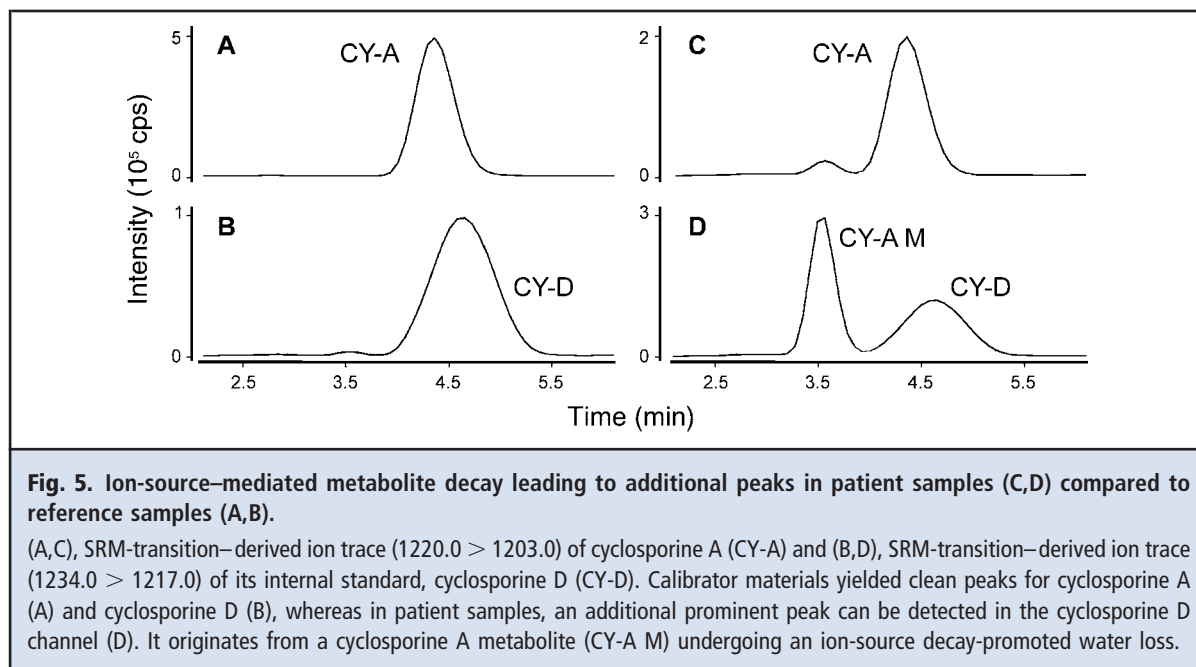 A
CY-A
5
0
C
CY-A
2
0
Intensity (10⁵ cps)
B
CY-D
1
0
2.5 3.5 4.5 5.5
D
CY-A M
CY-D
3
0
2.5 3.5 4.5 5.5
Time (min)
Fig. 5. Ion-source–mediated metabolite decay leading to additional peaks in patient samples (C,D) compared to
reference samples (A,B).
(A,C), SRM-transition–derived ion trace (1220.0 > 1203.0) of cyclosporine A (CY-A) and (B,D), SRM-transition–derived ion trace
(1234.0 > 1217.0) of its internal standard, cyclosporine D (CY-D). Calibrator materials yielded clean peaks for cyclosporine A
(A) and cyclosporine D (B), whereas in patient samples, an additional prominent peak can be detected in the cyclosporine D
channel (D). It originates from a cyclosporine A metabolite (CY-A M) undergoing an ion-source decay-promoted water loss.